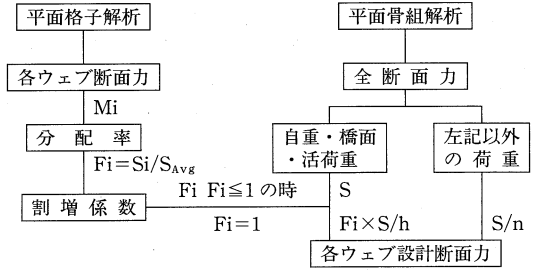 平面格子解析
平面骨組解析
各ウェブ断面力
全断面力
Mi
分配率
自重・橋面
・活荷重
左記以外
の荷重
Fi=Si/SAvg
Fi Fi≦1の時
S
割増係数
Fi=1
Fi×S/h
S/n
各ウェブ設計断面力